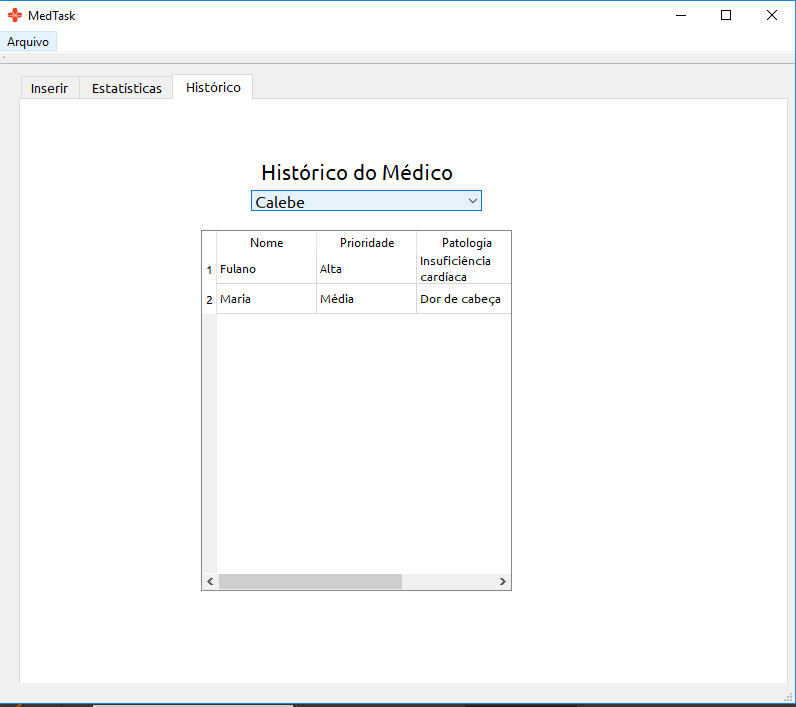 MedTask
Arquivo
Inserir Estatísticas Histórico
Histórico do Médico
Calebe
Nome Prioridade Patologia
1 Fulano Alta Insuficiência
cardíaca
2 Maria Média Dor de cabeça